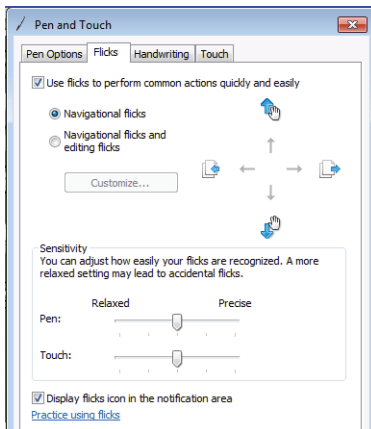 Pen and Touch
Pen Options Flicks Handwriting Touch
Use flicks to perform common actions quickly and easily
Navigational flicks
Navigational flicks and
editing flicks
Customize...
Sensitivity
You can adjust how easily your flicks are recognized. A more
relaxed setting may lead to accidental flicks.
Relaxed Precise
Pen:
Touch:
Display flicks icon in the notification area
Practice using flicks